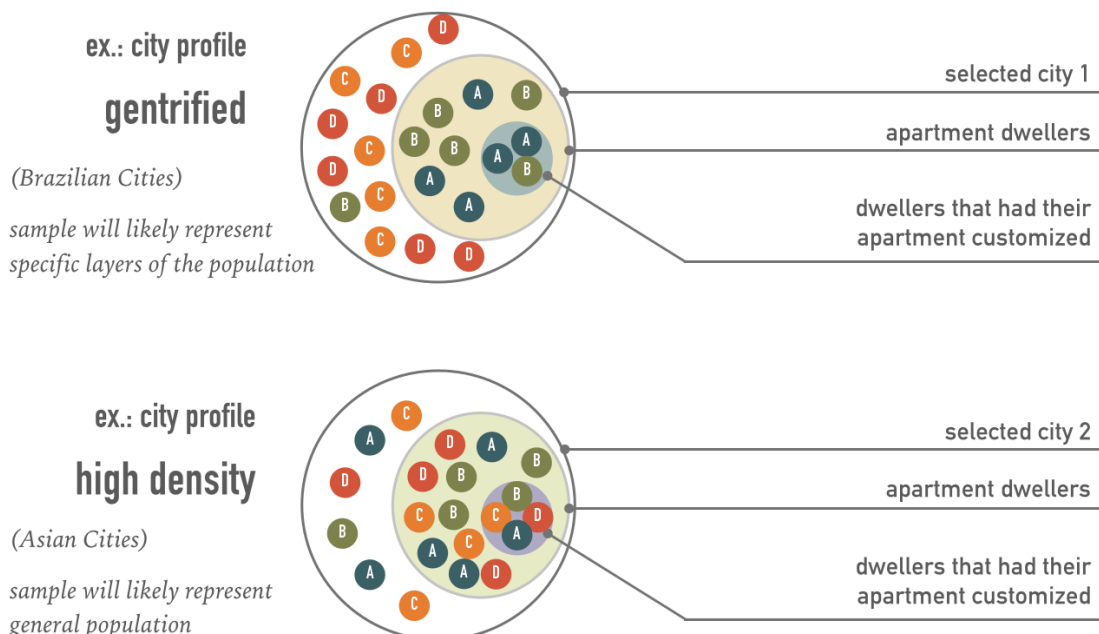 ex.: city profile
gentrified
(Brazilian Cities)
sample will likely represent
specific layers of the population
D
C
C
D
D
C
D
C
B
C
D
D
A
B
B
B
B
A
A
A
A
B
selected city 1
apartment dwellers
dwellers that had their
apartment customized
ex.: city profile
high density
(Asian Cities)
sample will likely represent
general population
C
A
D
B
A
C
D
A
B
D
B
C
B
C
A
A
D
B
C
D
A
selected city 2
apartment dwellers
dwellers that had their
apartment customized